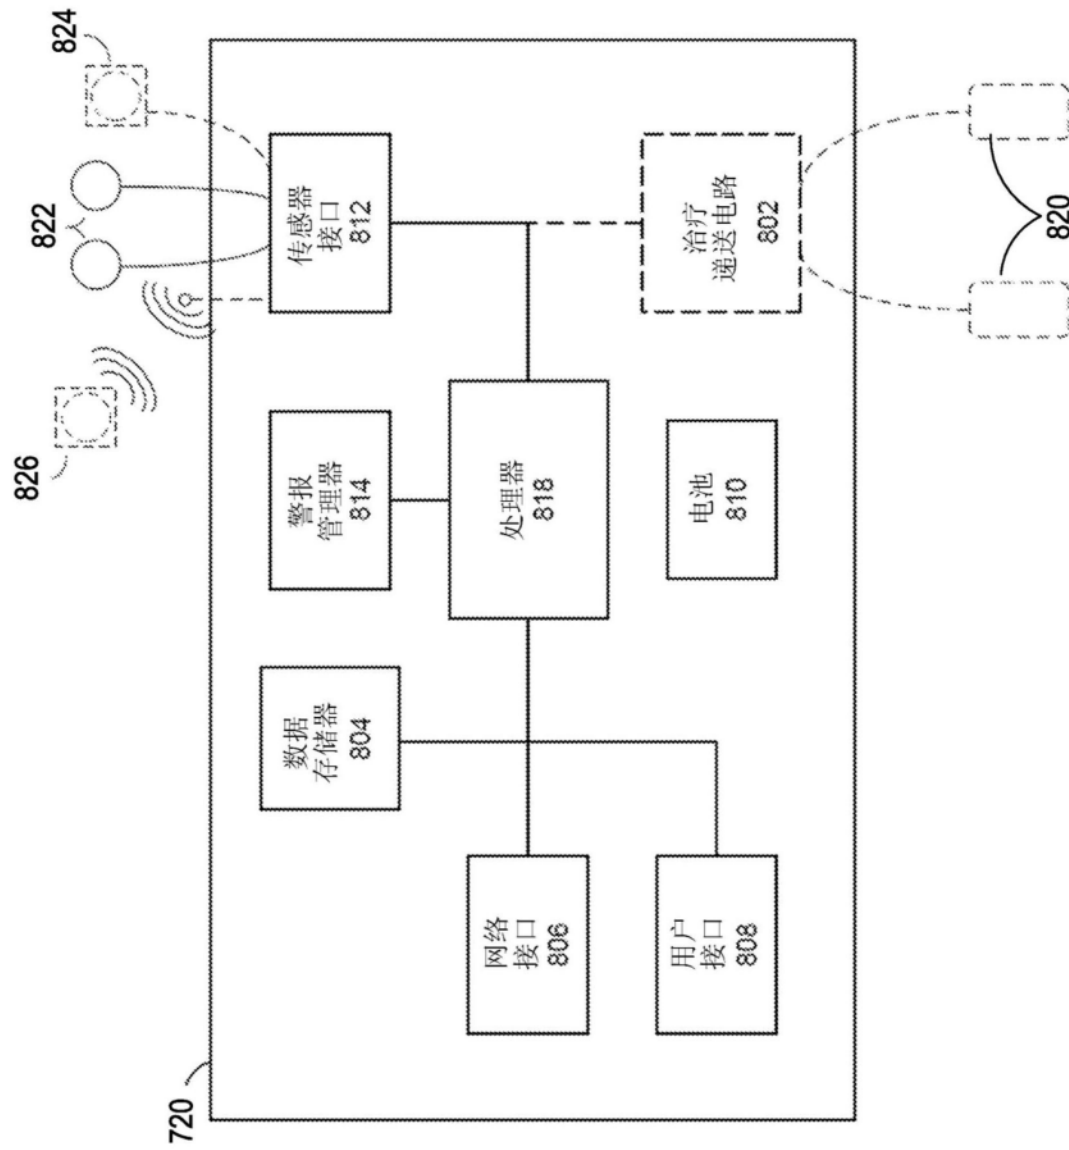 720
826
822
824
数据
存储器
804
警报
管理器
814
传感器
接口
812
网络
接口
806
处理器
818
用户
接口
808
电池
810
治疗
递送电路
802
820